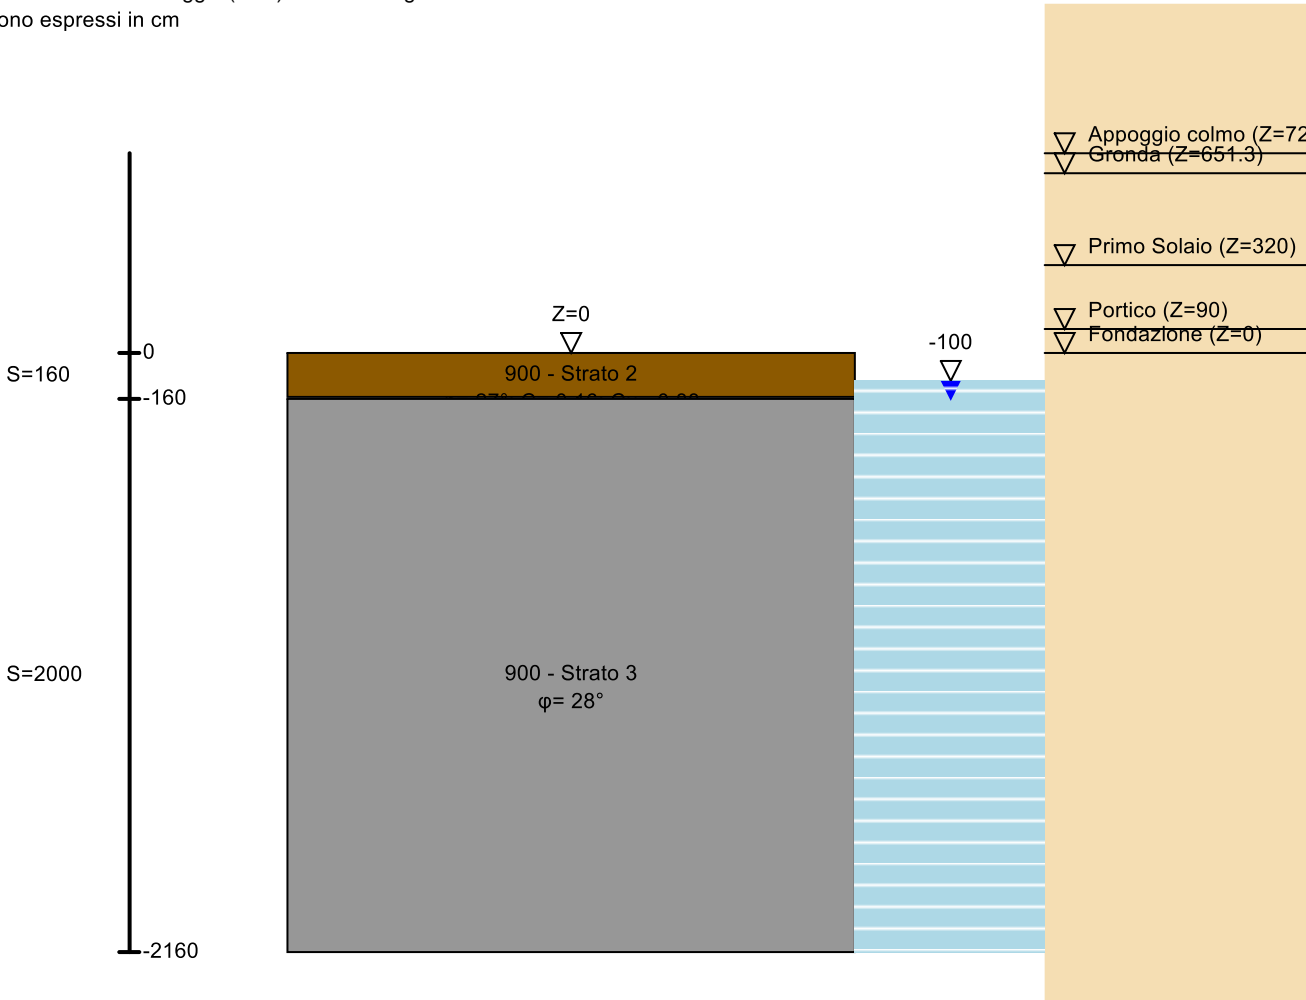 ono espressi in cm
Appoggio colmo (Z=72
Gronda (Z=651.3)
Primo Solaio (Z=320)
Portico (Z=90)
Fondazione (Z=0)
Z=0
-100
0
S=160
900 - Strato 2
-160
S=2000
900 - Strato 3
φ= 28°
-2160